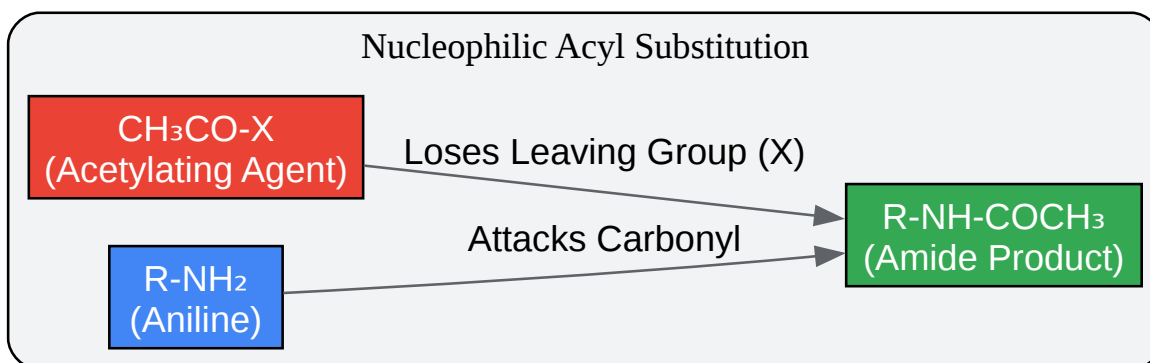 Nucleophilic Acyl Substitution
CH₃CO-X
(Acetylating Agent)
Loses Leaving Group (X)
R-NH-COCH₃
(Amide Product)
Attacks Carbonyl
R-NH₂
(Aniline)